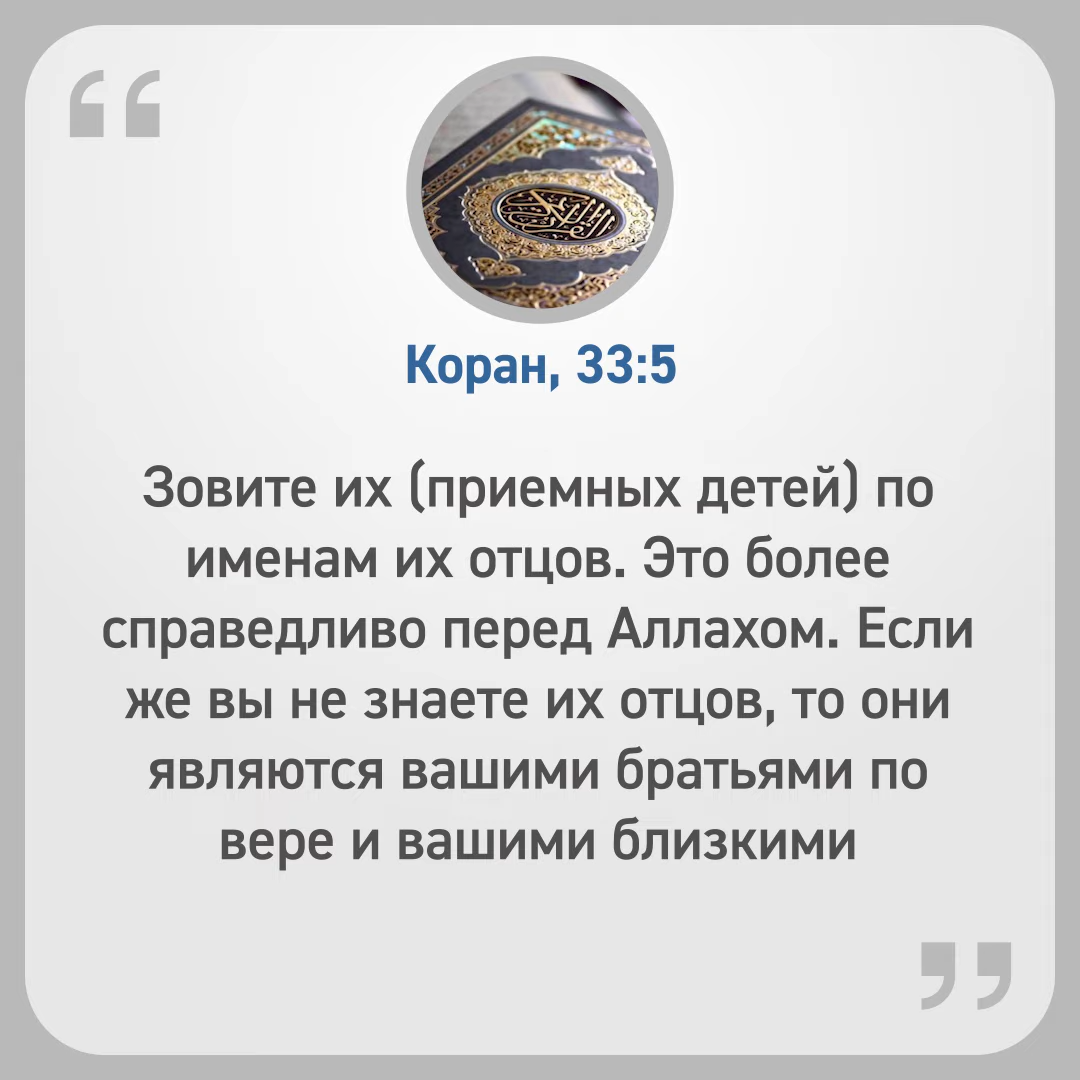 Коран, 33:5
Зовите их (приемных детей) по
именам их отцов. Это более
справедливо перед Аллахом. Если
же вы не знаете их отцов, то они
являются вашими братьями по
вере и вашими близкими